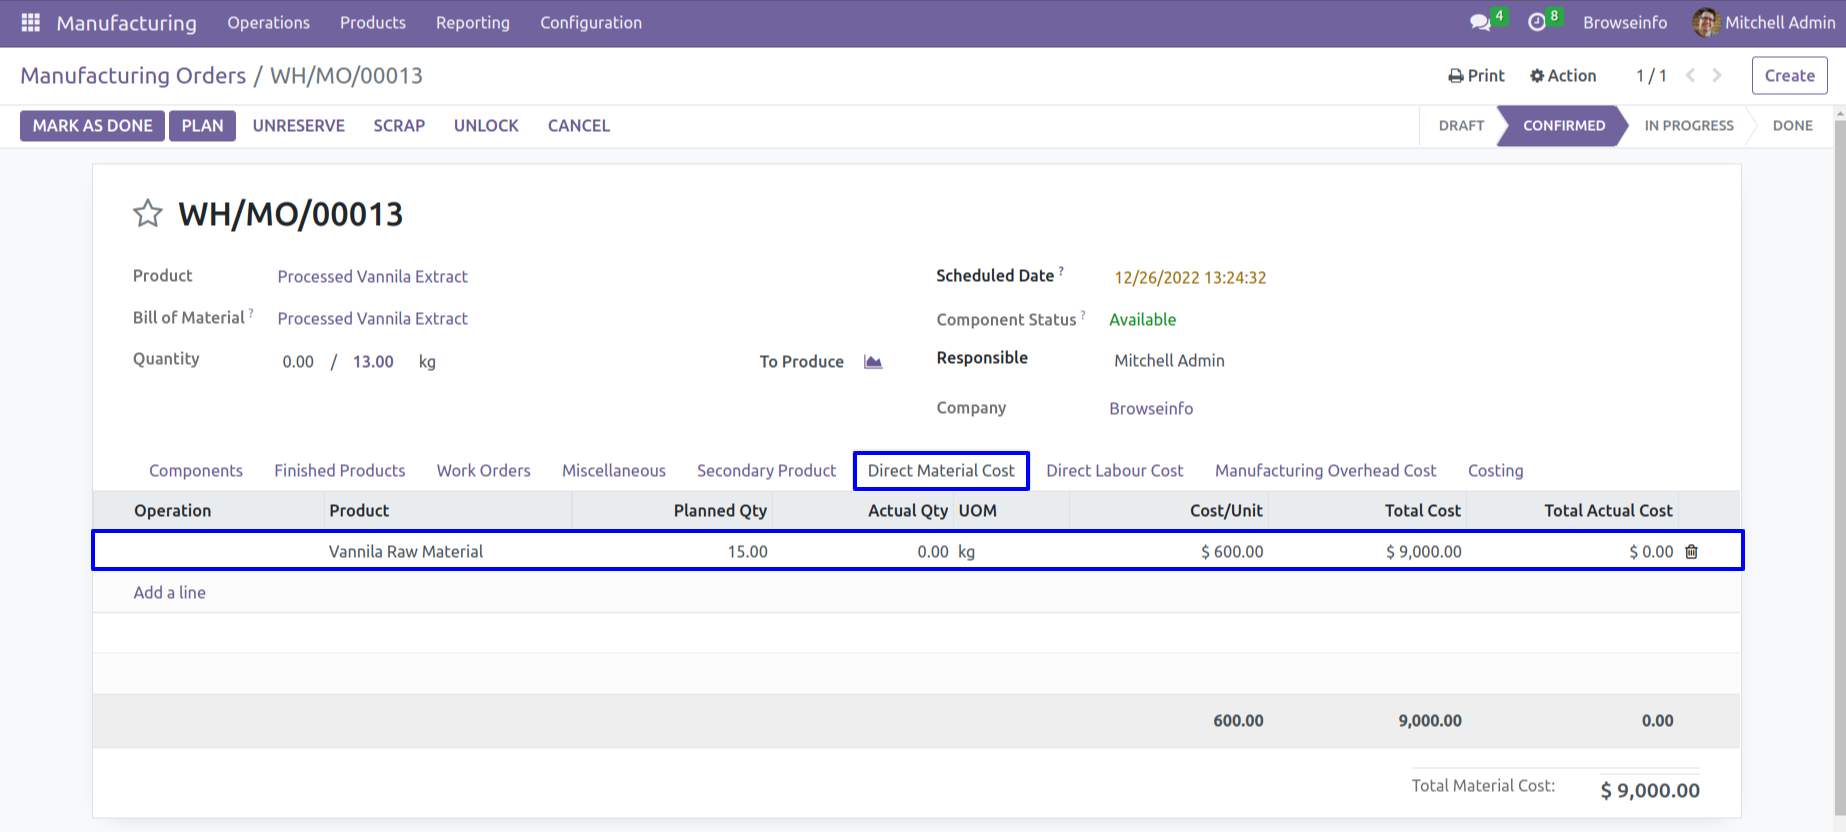 Manufacturing Operations Products Reporting Configuration 4 8 Browseinfo Mitchell Admin
Manufacturing Orders / WH/MO/00013 Print Action 1 / 1 Create
MARK AS DONE PLAN UNRESERVE SCRAP UNLOCK CANCEL DRAFT CONFIRMED IN PROGRESS DONE
WH/MO/00013
Product Processed Vannila Extract Scheduled Date ? 12/26/2022 13:24:32
Bill of Material ? Processed Vannila Extract Component Status ? Available
Quantity 0.00 / 13.00 kg To Produce Responsible Mitchell Admin
Company Browseinfo
Components Finished Products Work Orders Miscellaneous Secondary Product Direct Material Cost Direct Labour Cost Manufacturing Overhead Cost Costing
Operation Product Planned Qty Actual Qty UOM Cost/Unit Total Cost Total Actual Cost
Vannila Raw Material 15.00 0.00 kg $ 600.00 $ 9,000.00 $ 0.00
Add a line
600.00 9,000.00 0.00
Total Material Cost: $ 9,000.00